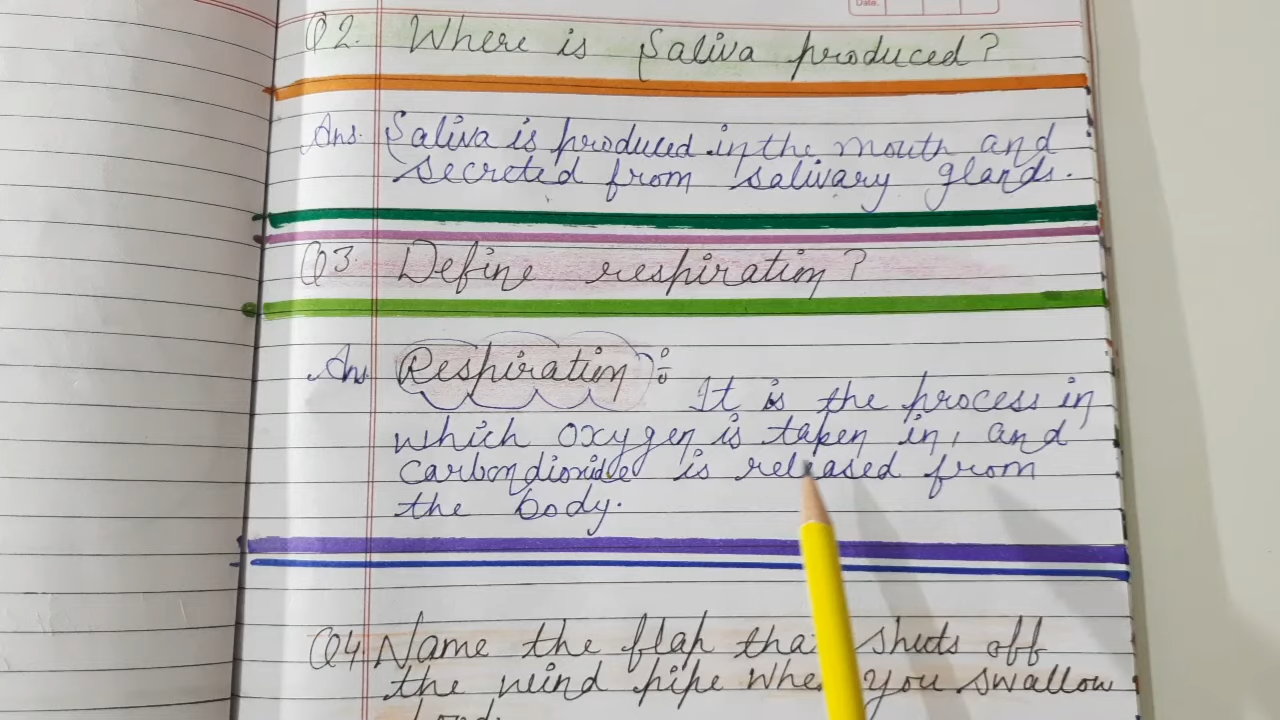 Date.
Q2. Where is Saliva produced?
Ans. Saliva is produced in the mouth and
secreted from salivary glands.
Q3. Define respiration?
Ans. Respiration:
It is the process in
which oxygen is taken in, and
carbondioxide is released from
the body.
Q4 Name the flap that shuts off
the wind pipe when you swallow